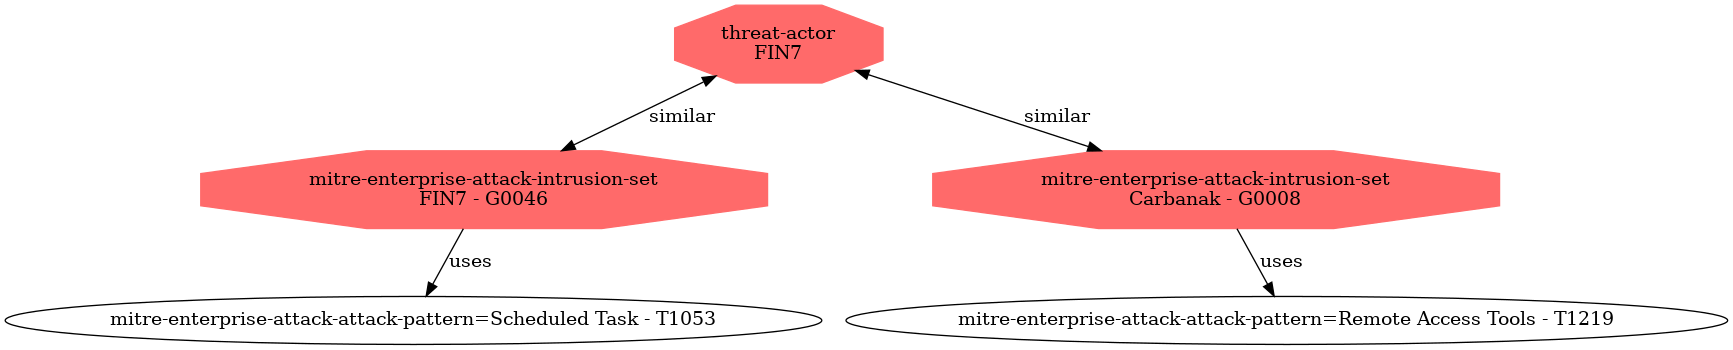 threat-actor
FIN7
similar
similar
mitre-enterprise-attack-intrusion-set
FIN7 - G0046
mitre-enterprise-attack-intrusion-set
Carbanak - G0008
uses
uses
mitre-enterprise-attack-attack-pattern=Scheduled Task - T1053
mitre-enterprise-attack-attack-pattern=Remote Access Tools - T1219